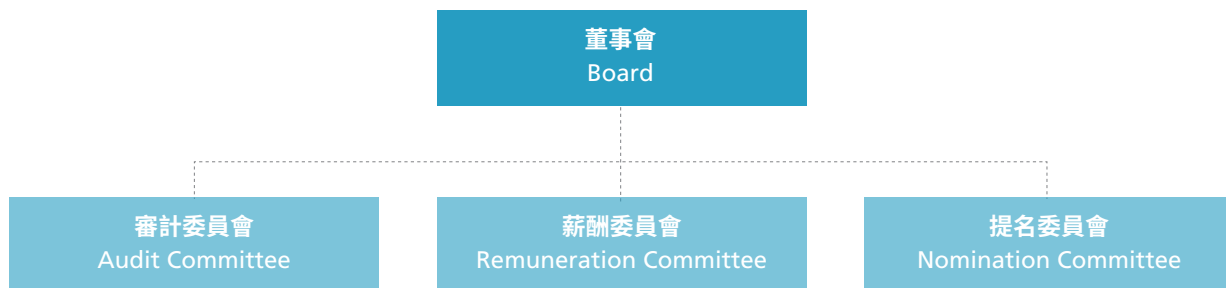 董事會
Board
審計委員會
Audit Committee
薪酬委員會
Remuneration Committee
提名委員會
Nomination Committee